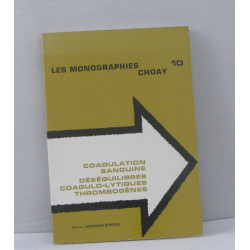 LES MONOGRAPHIES CHOAY 10
COAGULATION
SANGUINE
DÉSÉQUILIBRES
COAGULO-LYTIQUES
THROMBOGÈNES